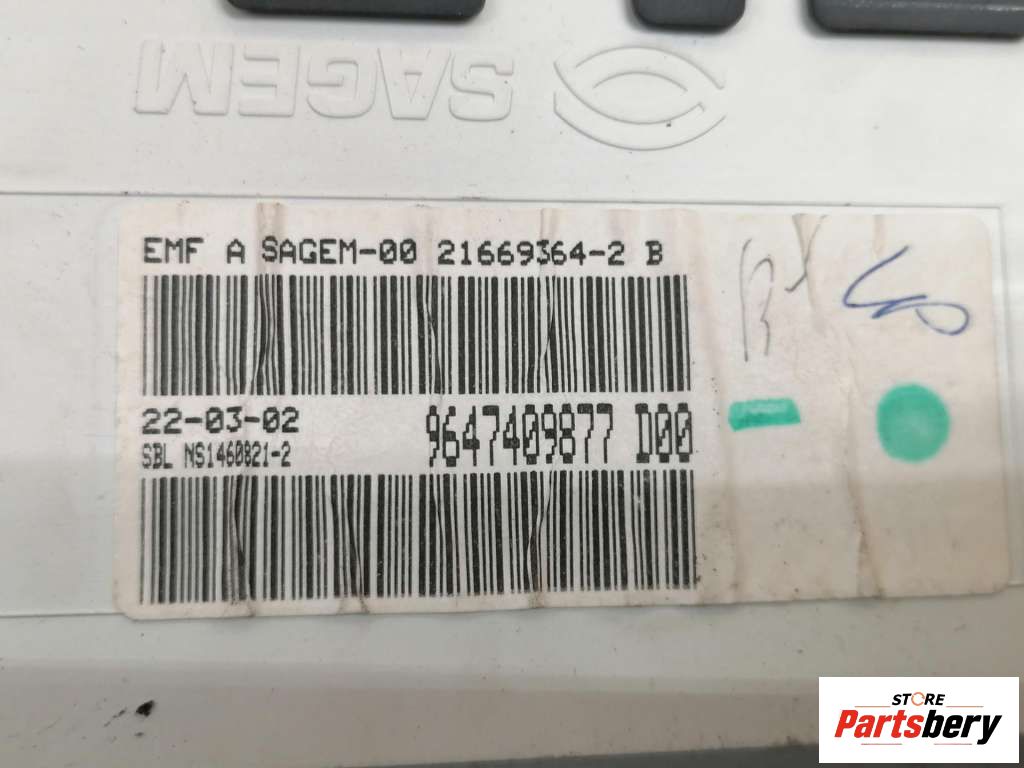 SAGEM
EMF A SAGEM-00 21669364-2 B
22-03-02
9647409877 D00
SBL NS1460821-2
STORE
Partsbery